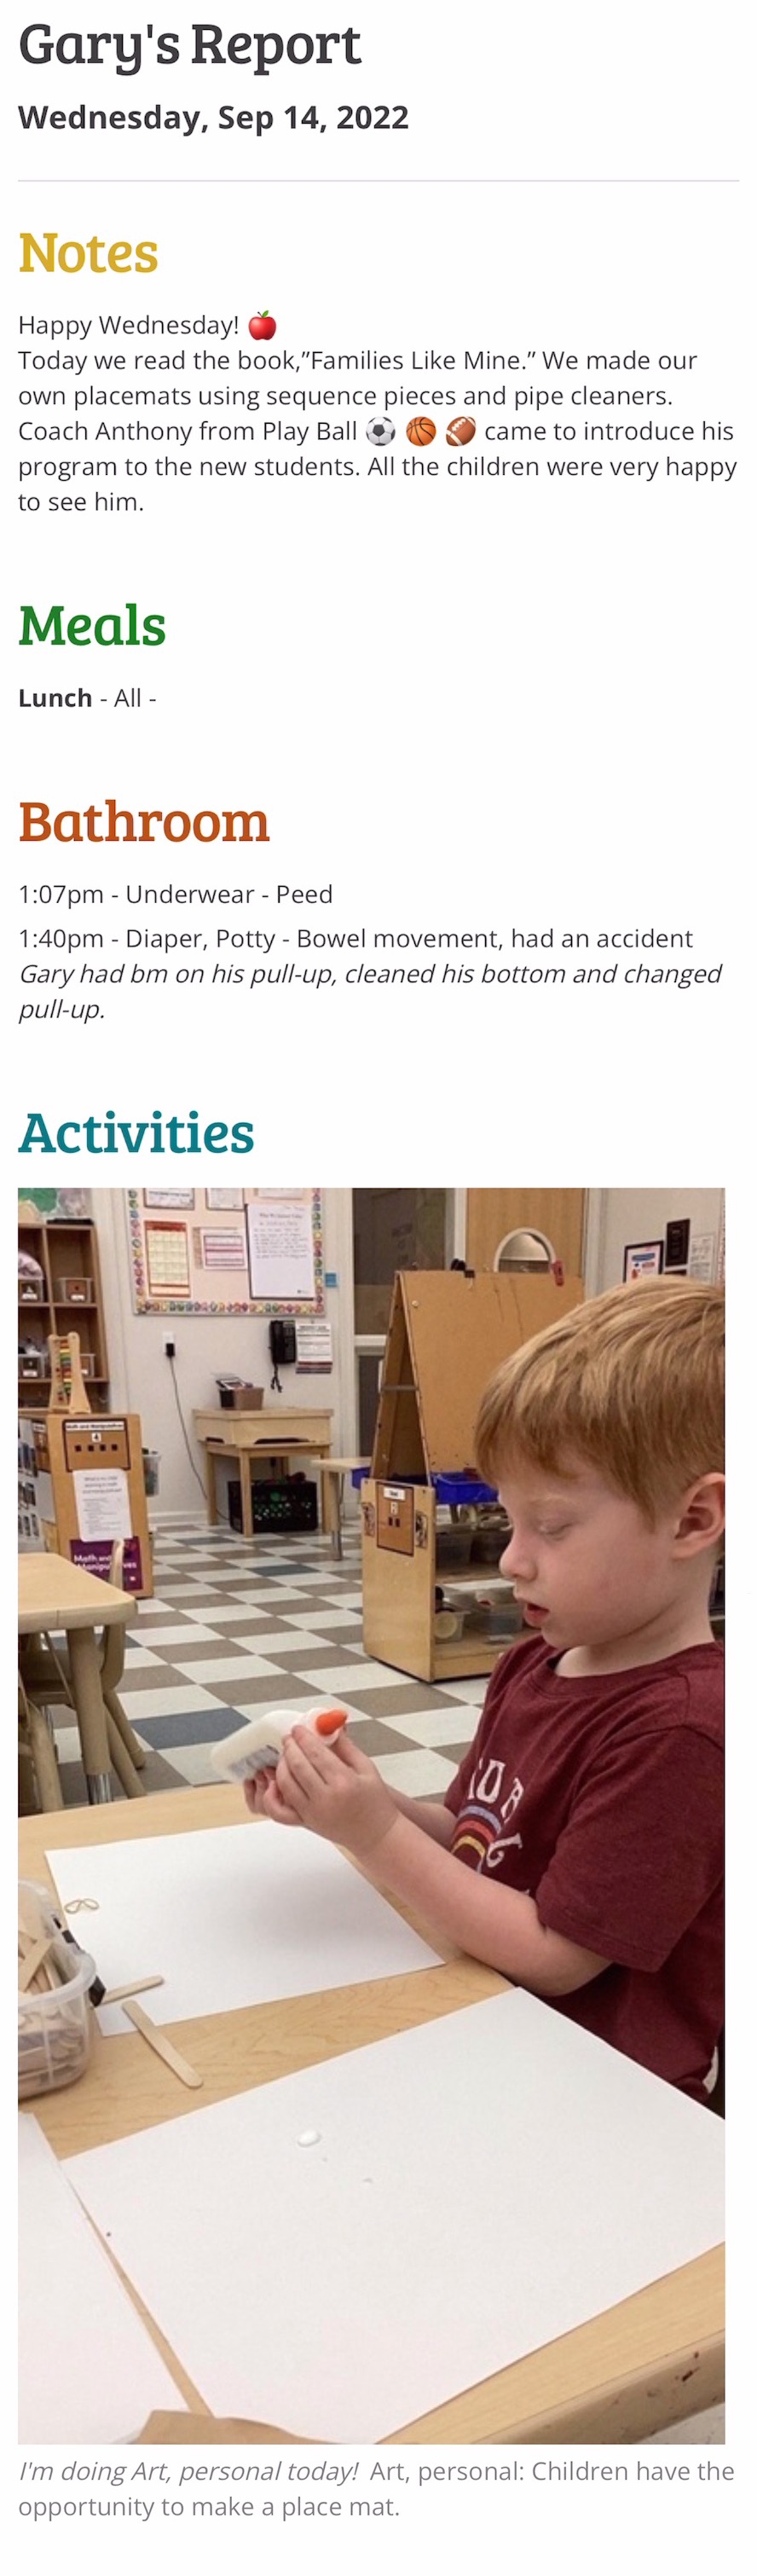 Gary's Report
Wednesday, Sep 14, 2022
Notes
Happy Wednesday! 🍎
Today we read the book,”Families Like Mine.” We made our
own placemats using sequence pieces and pipe cleaners.
Coach Anthony from Play Ball ⚽ 🏀 🏈 came to introduce his
program to the new students. All the children were very happy
to see him.
Meals
Lunch - All -
Bathroom
1:07pm - Underwear - Peed
1:40pm - Diaper, Potty - Bowel movement, had an accident
Gary had bm on his pull-up, cleaned his bottom and changed
pull-up.
Activities
Math and Manipulatives
4
Math and
I'm doing Art, personal today! Art, personal: Children have the
opportunity to make a place mat.